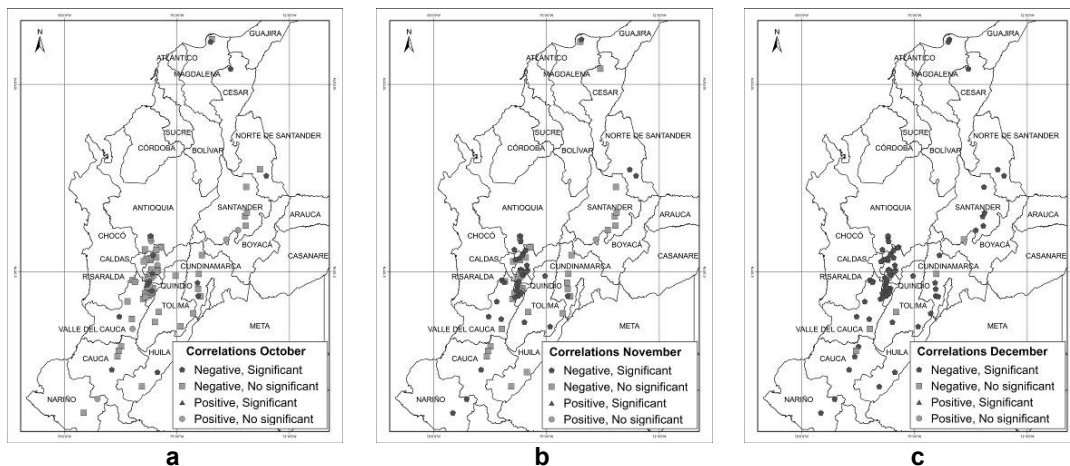 N
GUAJIRA
ATLÁNTICO
MAGDALENA
CESAR
NORTE DE SANTANDER
SUCRE
CÓRDOBA
BOLÍVAR
ANTIOQUIA
SANTANDER
ARAUCA
CHOCÓ
BOYACA
CALDAS
CASANARE
CUNDINAMARCA
RISARALDA
QUINDIO
TOLIMA
META
VALLE DEL CAUCA
HUILA
CAUCA
NARIÑO
Correlations October
Negative, Significant
Negative, No significant
Positive, Significant
Positive, No significant
a
N
GUAJIRA
ATLÁNTICO
MAGDALENA
CESAR
NORTE DE SANTANDER
SUCRE
CÓRDOBA
BOLÍVAR
ANTIOQUIA
SANTANDER
ARAUCA
CHOCÓ
BOYACA
CALDAS
CASANARE
CUNDINAMARCA
RISARALDA
QUINDIO
TOLIMA
META
VALLE DEL CAUCA
HUILA
CAUCA
NARIÑO
Correlations November
Negative, Significant
Negative, No significant
Positive, Significant
Positive, No significant
b
N
GUAJIRA
ATLÁNTICO
MAGDALENA
CESAR
NORTE DE SANTANDER
SUCRE
CÓRDOBA
BOLÍVAR
ANTIOQUIA
SANTANDER
ARAUCA
CHOCÓ
BOYACA
CALDAS
CASANARE
CUNDINAMARCA
RISARALDA
QUINDIO
TOLIMA
META
VALLE DEL CAUCA
HUILA
CAUCA
NARIÑO
Correlations December
Negative, Significant
Negative, No significant
Positive, Significant
Positive, No significant
c